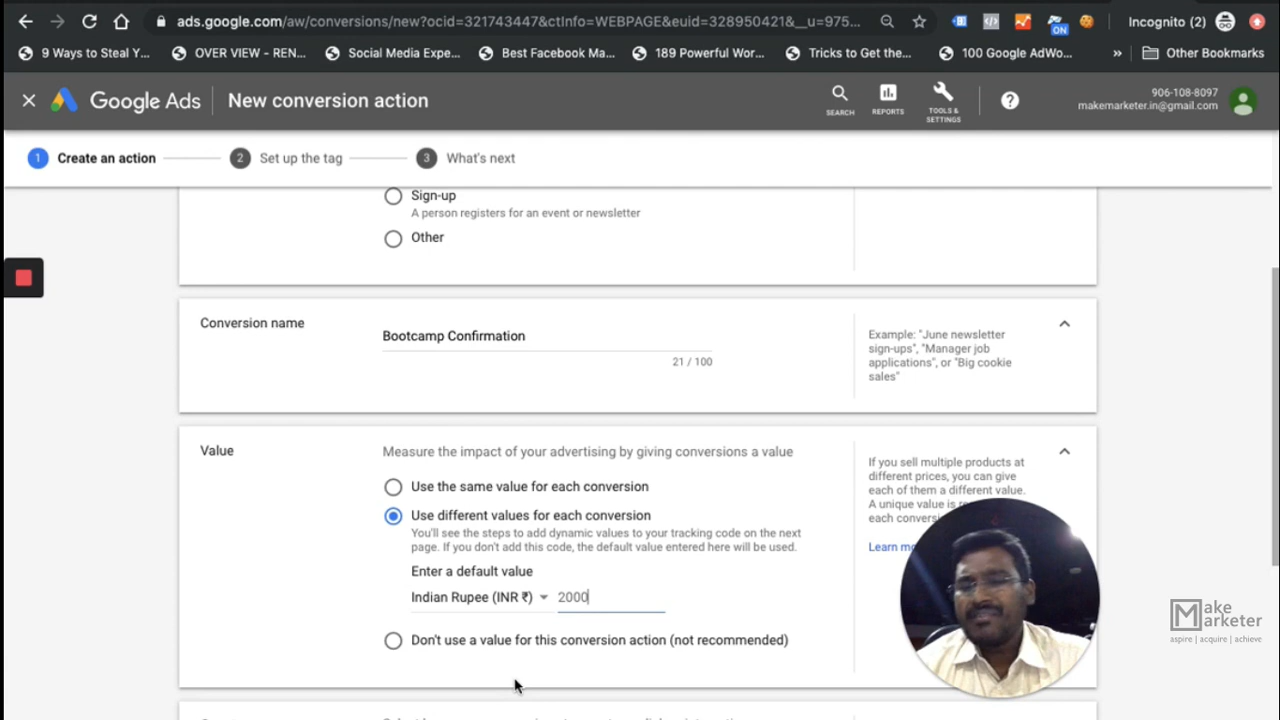 ads.google.com/aw/conversions/new?ocid=321743447&ctInfo=WEBPAGE&euid=328950421&__u=975...
ON
Incognito (2)
9 Ways to Steal Y...
OVER VIEW - REN...
Social Media Expe...
Best Facebook Ma...
189 Powerful Wor...
Tricks to Get the...
100 Google AdWo...
»
Other Bookmarks
Google Ads
New conversion action
SEARCH
REPORTS
TOOLS &
SETTINGS
906-108-8097
makemarketer.in@gmail.com
1 Create an action
2 Set up the tag
3 What's next
Sign-up
A person registers for an event or newsletter
Other
Conversion name
Bootcamp Confirmation
21 / 100
Example: "June newsletter
sign-ups", "Manager job
applications", or "Big cookie
sales"
Value
Measure the impact of your advertising by giving conversions a value
Use the same value for each conversion
Use different values for each conversion
You'll see the steps to add dynamic values to your tracking code on the next
page. If you don't add this code, the default value entered here will be used.
Enter a default value
Indian Rupee (INR ₹)
2000
Don't use a value for this conversion action (not recommended)
If you sell multiple products at
different prices, you can give
each of them a different value.
A unique value is
each
Learn
Make
Marketer
aspire | acquire | achieve